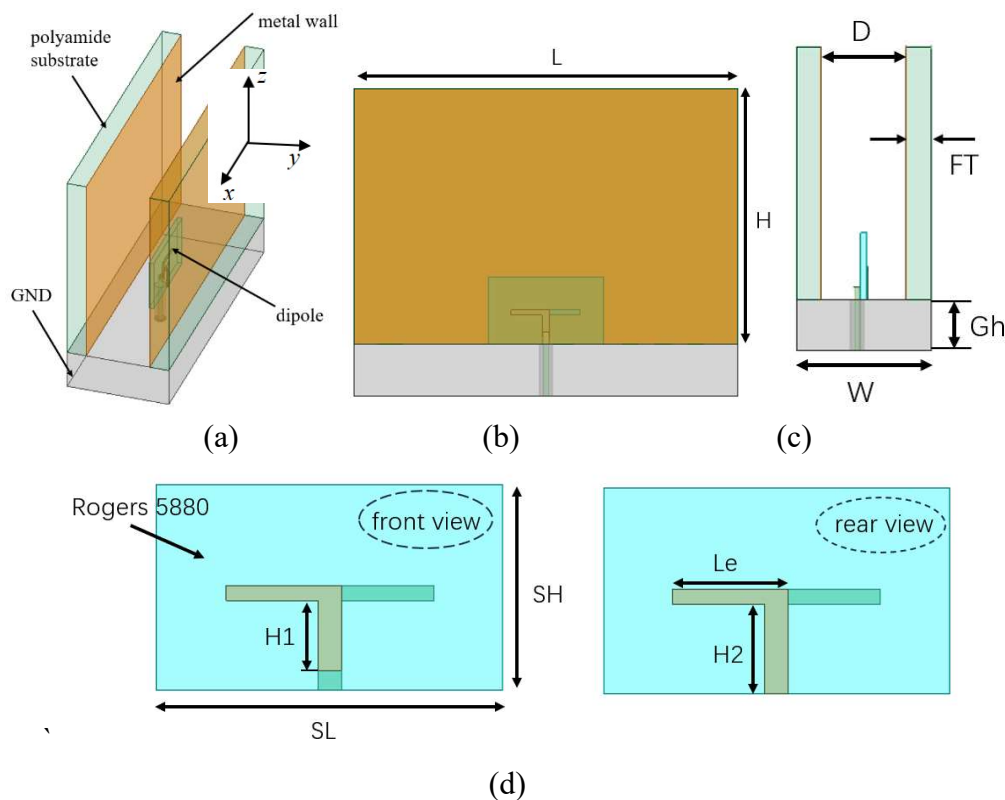 polyamide
substrate
metal wall
z
y
x
GND
dipole
(a)
L
H
(b)
D
FT
Gh
W
(c)
Rogers 5880
front view
SH
H1
SL
rear view
Le
H2
`
(d)